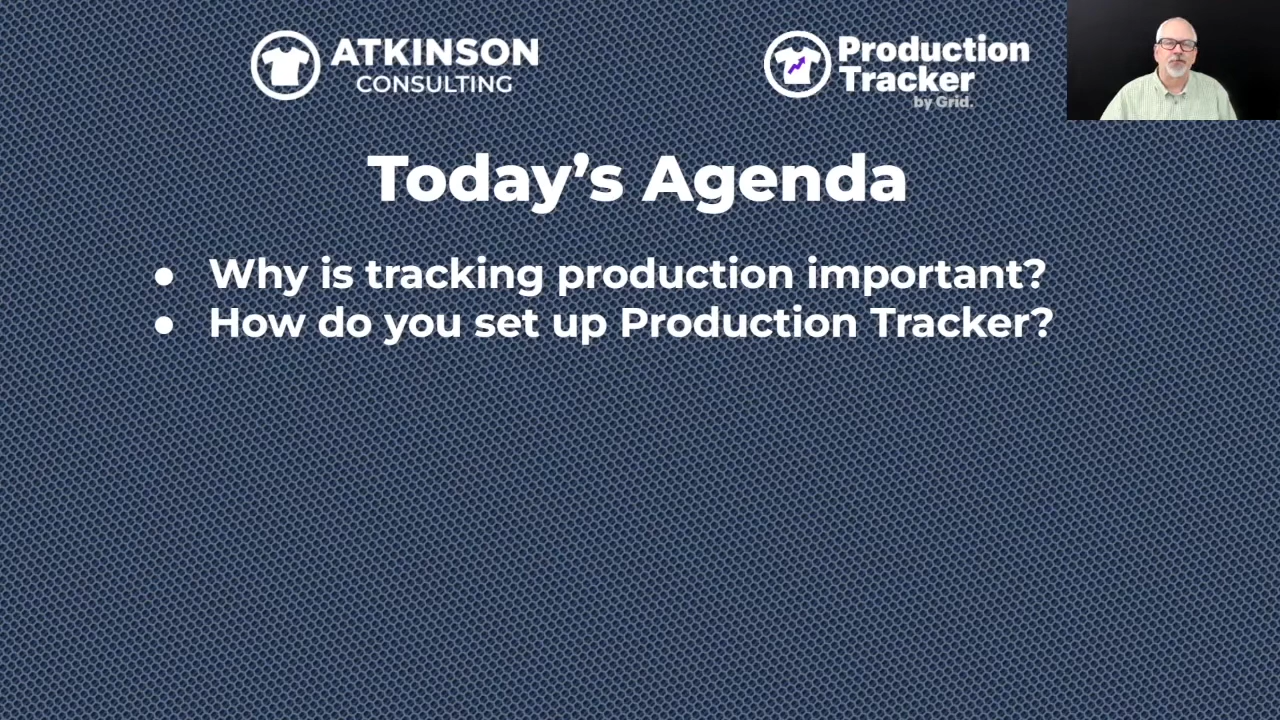 ATKINSON
CONSULTING
Production
Tracker
by Grid.
Today’s Agenda
● Why is tracking production important?
● How do you set up Production Tracker?